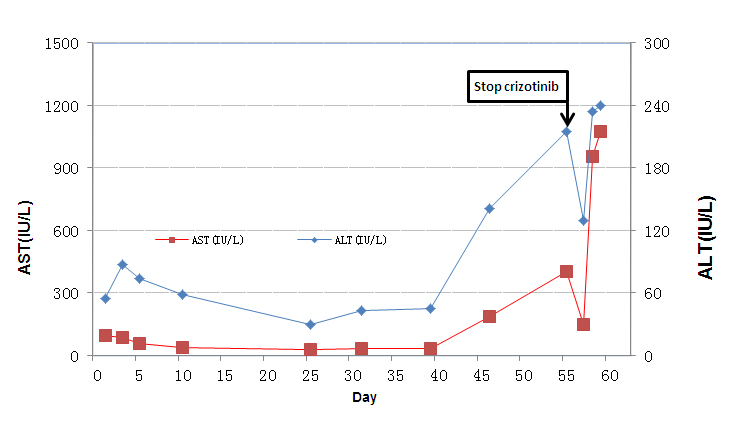 1500
1200
900
600
300
0
AST(IU/L)
300
240
180
120
60
0
ALT(IU/L)
Stop crizotinib
AST(IU/L)
ALT(IU/L)
0 5 10 15 20 25 30 35 40 45 50 55 60
Day